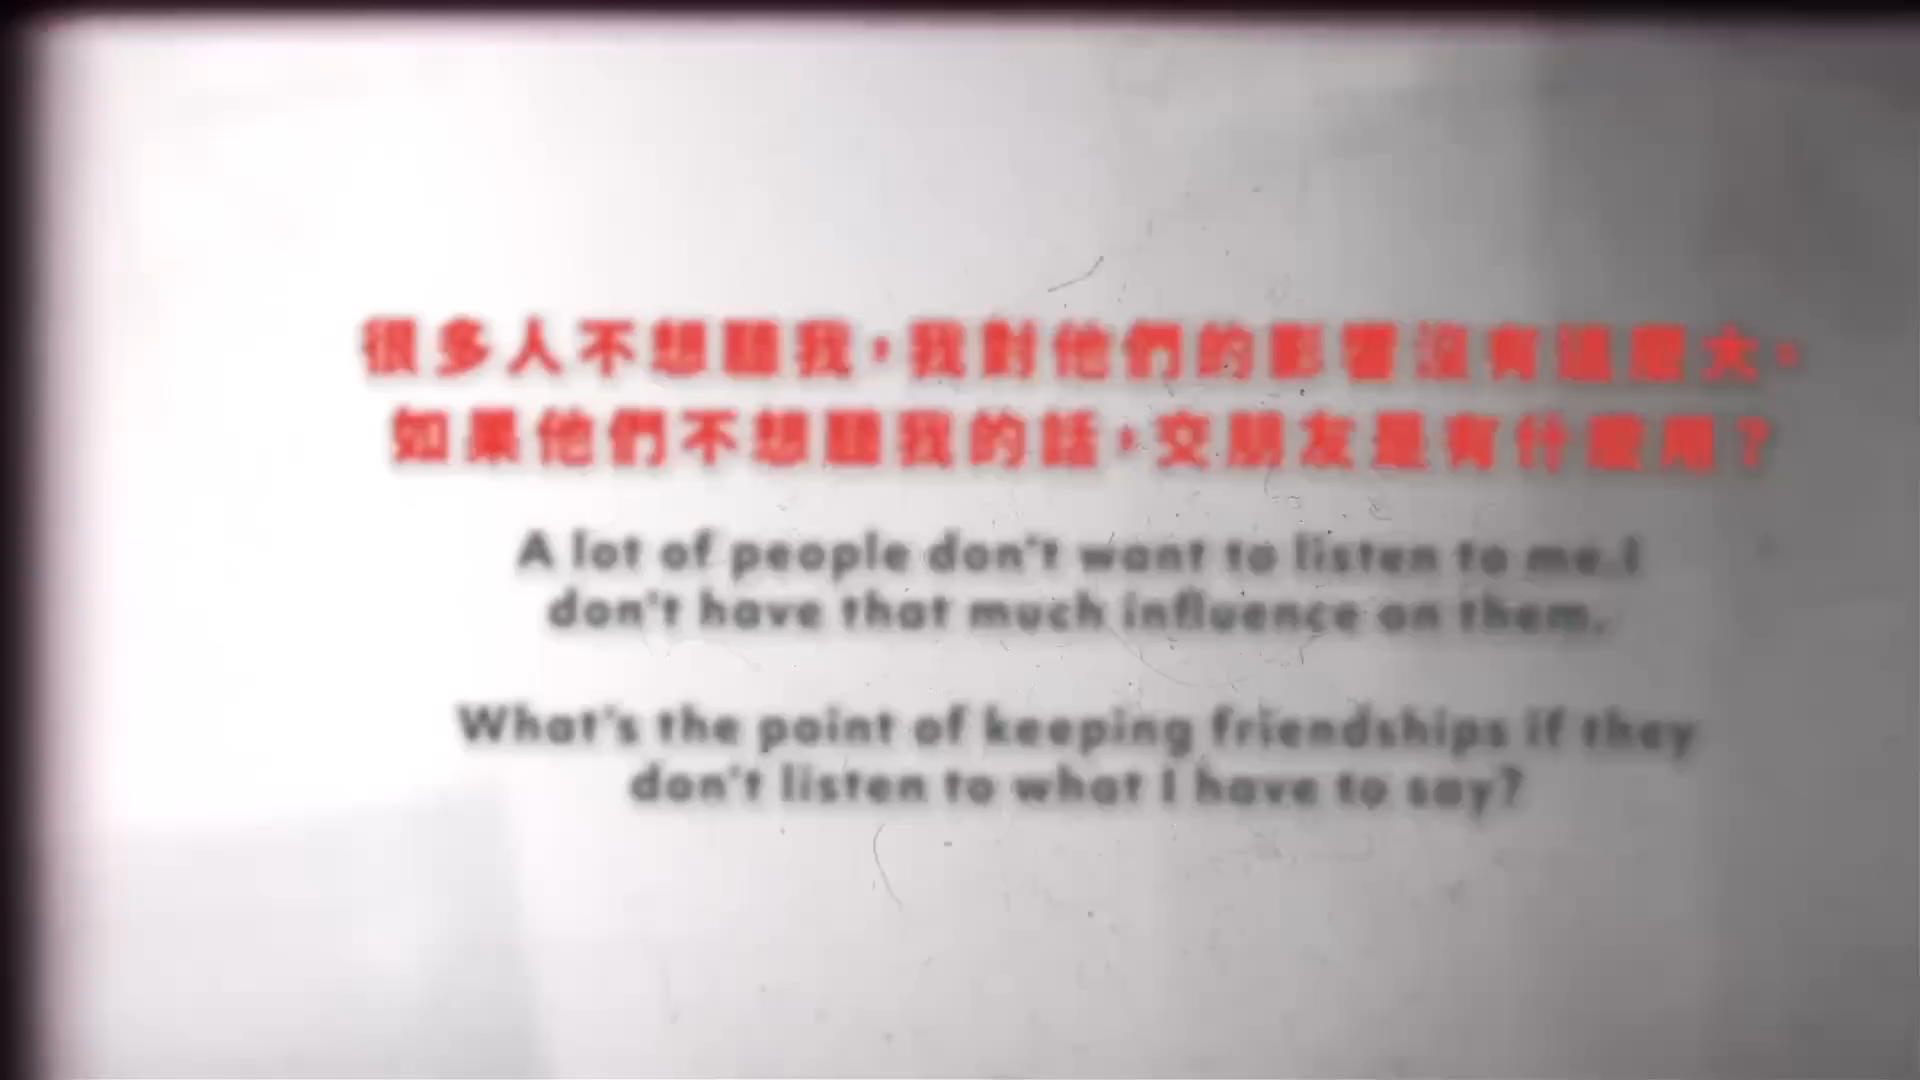 很多人不想聽我，我對他們的影響沒有這麼大。
如果他們不想聽我的話，交朋友是有什麼用？
A lot of people don't want to listen to me.I
don't have that much influence on them.
What's the point of keeping friendships if they
don't listen to what I have to say?